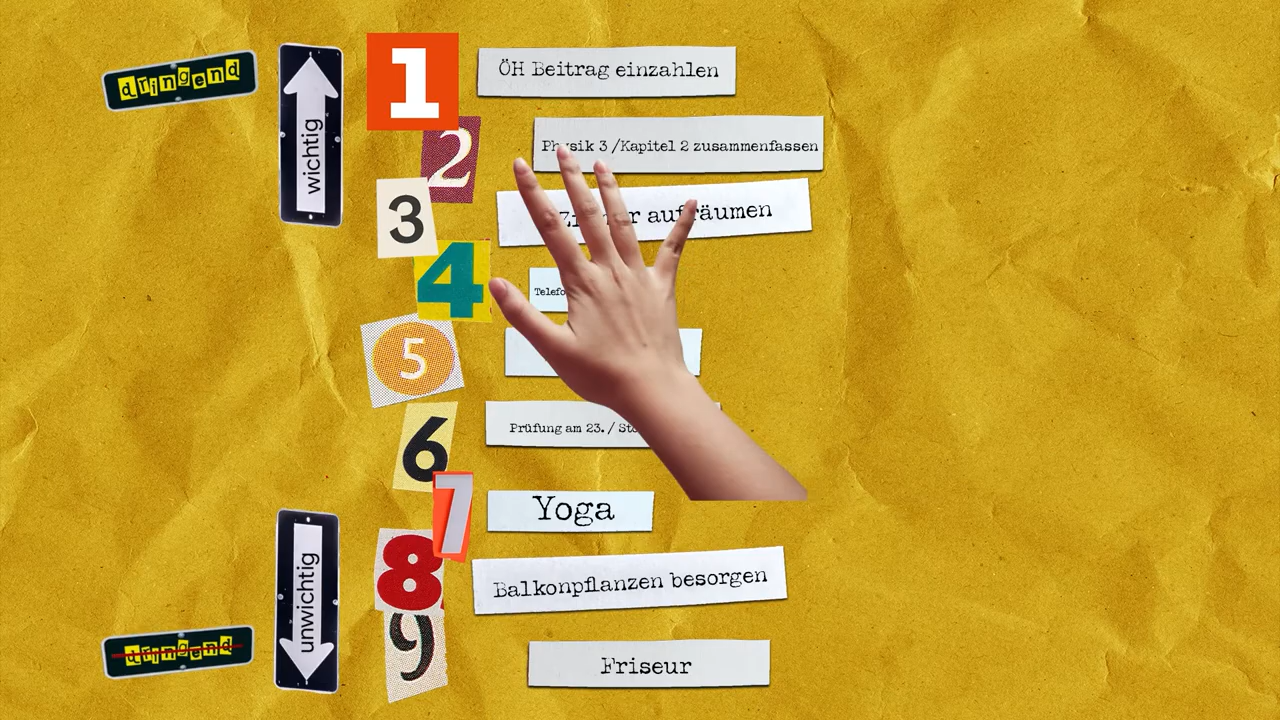 dringend
wichtig
1
ÖH Beitrag einzahlen
2
Physik 3 /Kapitel 2 zusammenfassen
3
aufräumen
4
5
6
Prüfung am 23. /
7
Yoga
8
Balkonpflanzen besorgen
unwichtig
dringend
9
Friseur